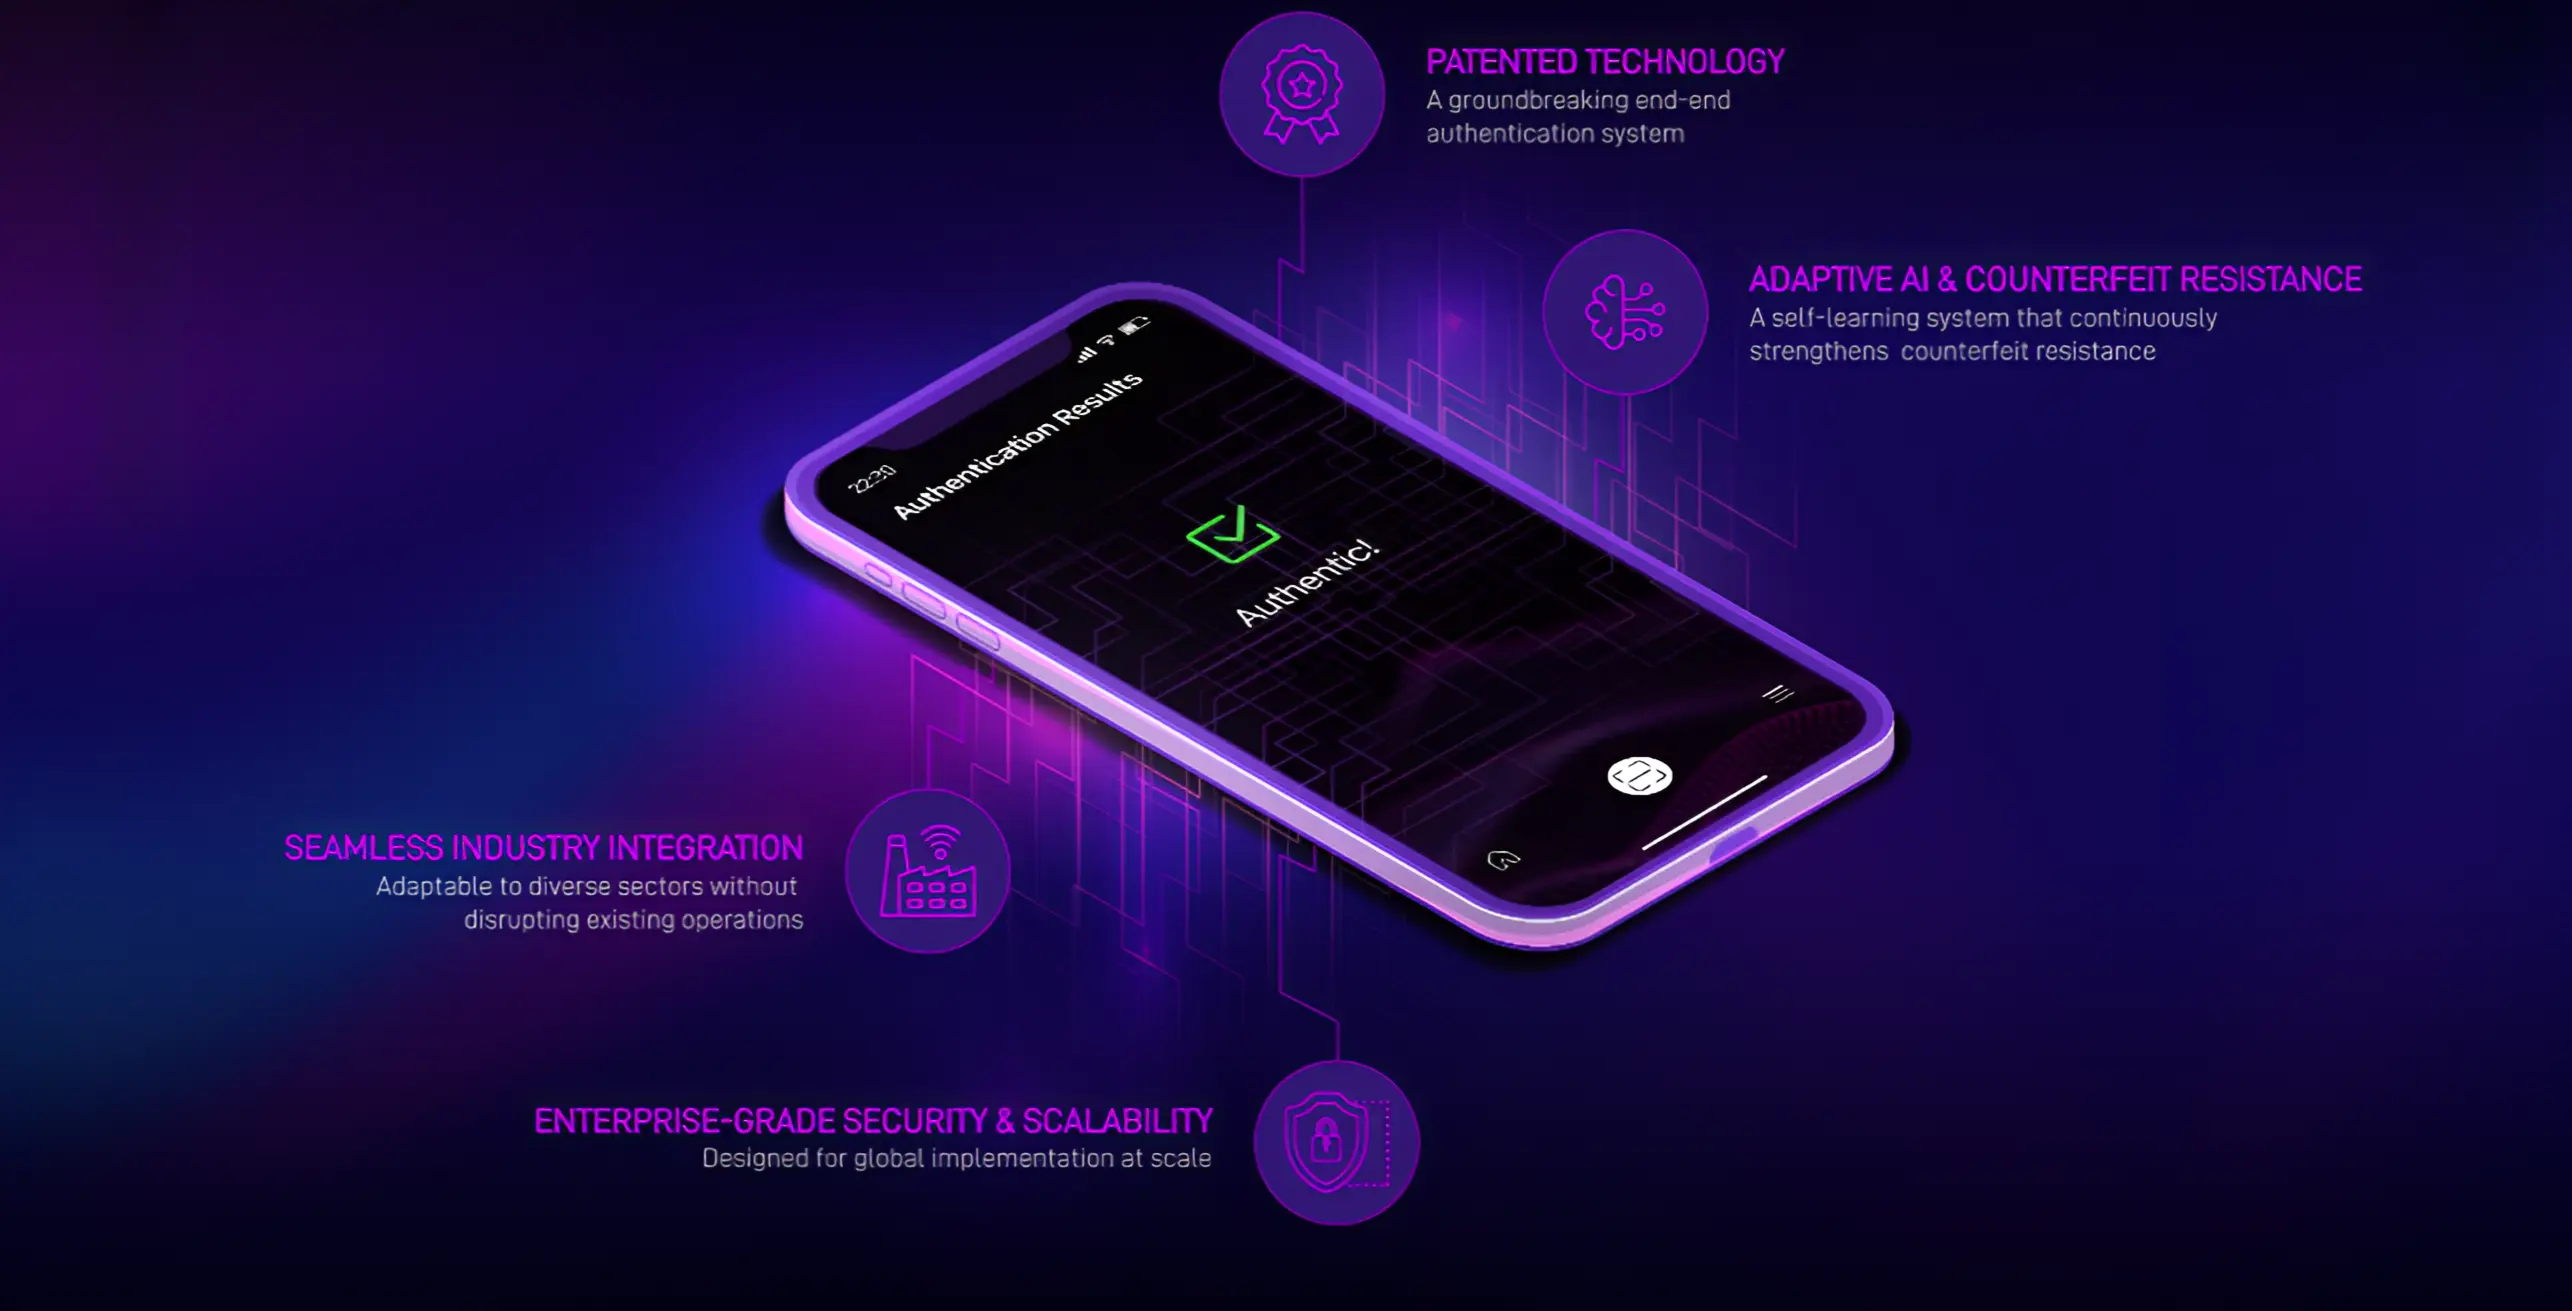 PATENTED TECHNOLOGY
A groundbreaking end-end
authentication system
ADAPTIVE AI & COUNTERFEIT RESISTANCE
A self-learning system that continuously
strengthens counterfeit resistance
22:30
Authentication Results
Authentic!
SEAMLESS INDUSTRY INTEGRATION
Adaptable to diverse sectors without
disrupting existing operations
ENTERPRISE-GRADE SECURITY & SCALABILITY
Designed for global implementation at scale